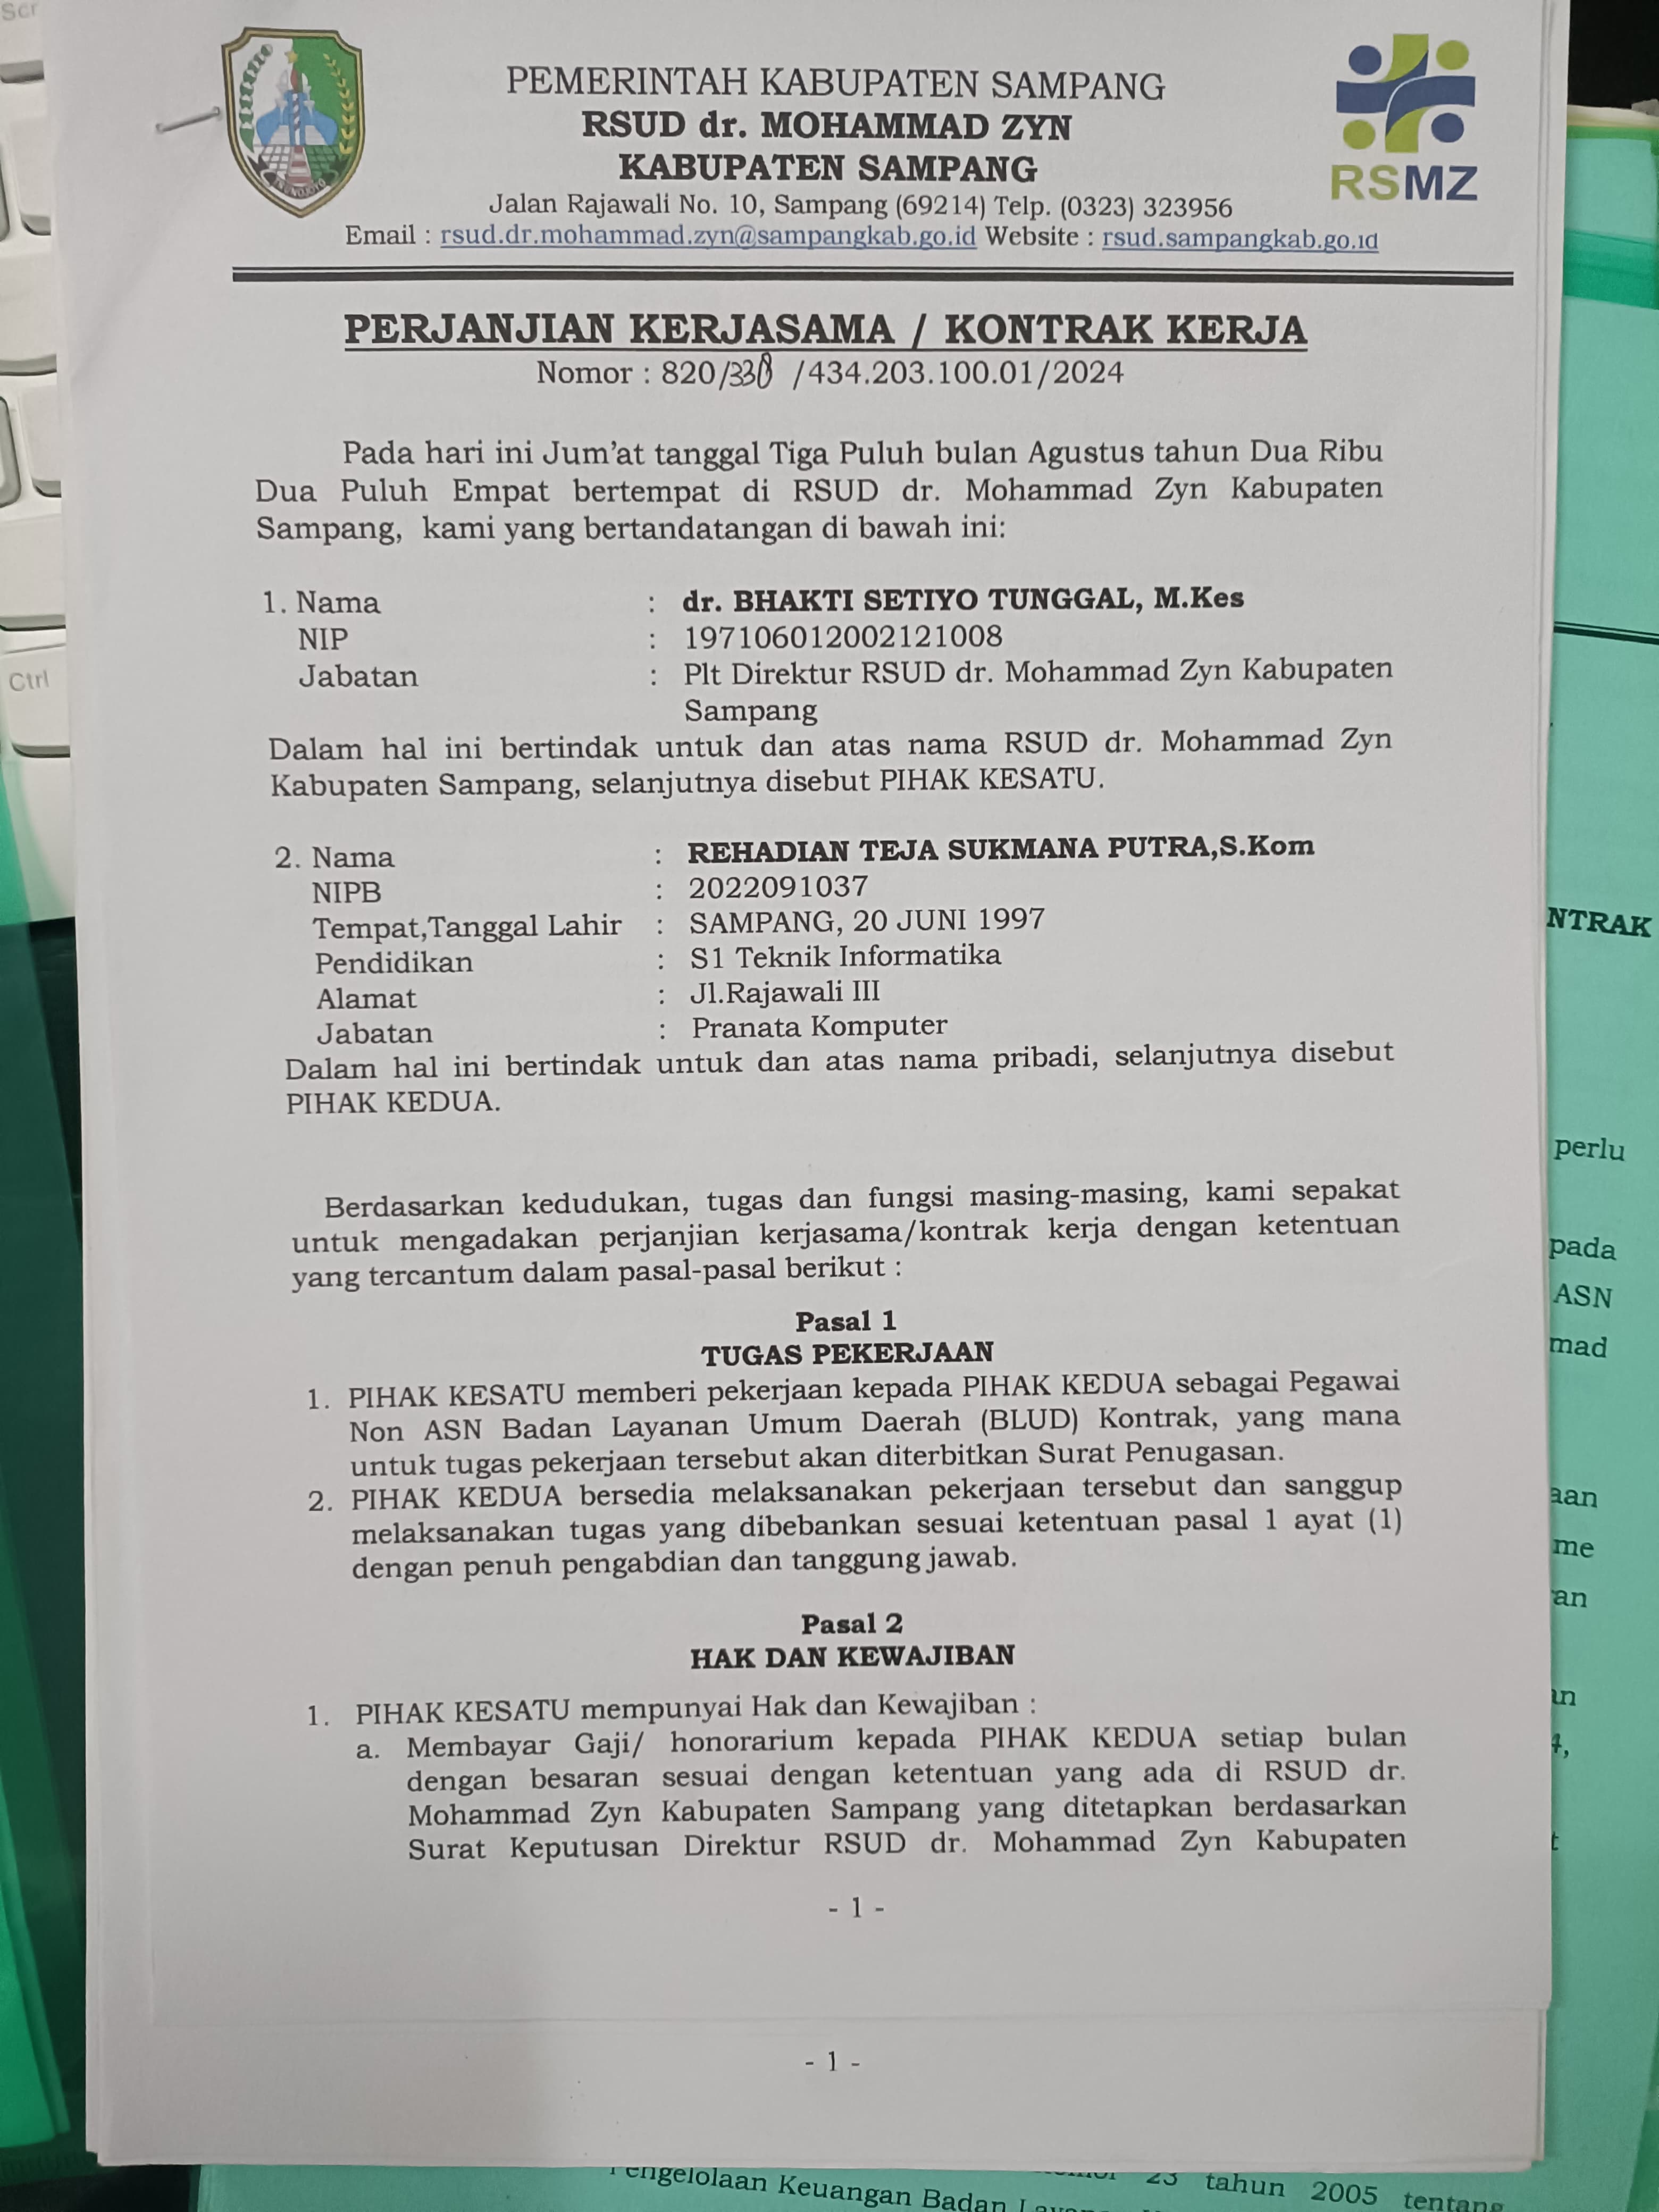 Scr
PEMERINTAH KABUPATEN SAMPANG
RSUD dr. MOHAMMAD ZYN
KABUPATEN SAMPANG
RSMZ
Jalan Rajawali No. 10, Sampang (69214) Telp. (0323) 323956
Email : rsud.dr.mohammad.zyn@sampangkab.go.id Website : rsud.sampangkab.go.id
PERJANJIAN KERJASAMA / KONTRAK KERJA
Nomor : 820/338 /434.203.100.01/2024
Pada hari ini Jum'at tanggal Tiga Puluh bulan Agustus tahun Dua Ribu
Dua Puluh Empat bertempat di RSUD dr. Mohammad Zyn Kabupaten
Sampang, kami yang bertandatangan di bawah ini:
1. Nama : dr. BHAKTI SETIYO TUNGGAL, M.Kes
NIP : 197106012002121008
Jabatan : Plt Direktur RSUD dr. Mohammad Zyn Kabupaten
Sampang
Ctrl
Dalam hal ini bertindak untuk dan atas nama RSUD dr. Mohammad Zyn
Kabupaten Sampang, selanjutnya disebut PIHAK KESATU.
2. Nama : REHADIAN TEJA SUKMANA PUTRA,S.Kom
NIPB : 2022091037
Tempat,Tanggal Lahir : SAMPANG, 20 JUNI 1997
Pendidikan : S1 Teknik Informatika
Alamat : Jl.Rajawali III
Jabatan : Pranata Komputer
Dalam hal ini bertindak untuk dan atas nama pribadi, selanjutnya disebut
PIHAK KEDUA.
Berdasarkan kedudukan, tugas dan fungsi masing-masing, kami sepakat
untuk mengadakan perjanjian kerjasama/kontrak kerja dengan ketentuan
yang tercantum dalam pasal-pasal berikut :
Pasal 1
TUGAS PEKERJAAN
1. PIHAK KESATU memberi pekerjaan kepada PIHAK KEDUA sebagai Pegawai
Non ASN Badan Layanan Umum Daerah (BLUD) Kontrak, yang mana
untuk tugas pekerjaan tersebut akan diterbitkan Surat Penugasan.
2. PIHAK KEDUA bersedia melaksanakan pekerjaan tersebut dan sanggup
melaksanakan tugas yang dibebankan sesuai ketentuan pasal 1 ayat (1)
dengan penuh pengabdian dan tanggung jawab.
Pasal 2
HAK DAN KEWAJIBAN
1. PIHAK KESATU mempunyai Hak dan Kewajiban :
a. Membayar Gaji/ honorarium kepada PIHAK KEDUA setiap bulan
dengan besaran sesuai dengan ketentuan yang ada di RSUD dr.
Mohammad Zyn Kabupaten Sampang yang ditetapkan berdasarkan
Surat Keputusan Direktur RSUD dr. Mohammad Zyn Kabupaten
- 1 -
- 1 -
NTRAK
perlu
pada
ASN
mad
aan
me
an
an
4,
t
23 tahun 2005 tentang
Pengelolaan Keuangan Badan